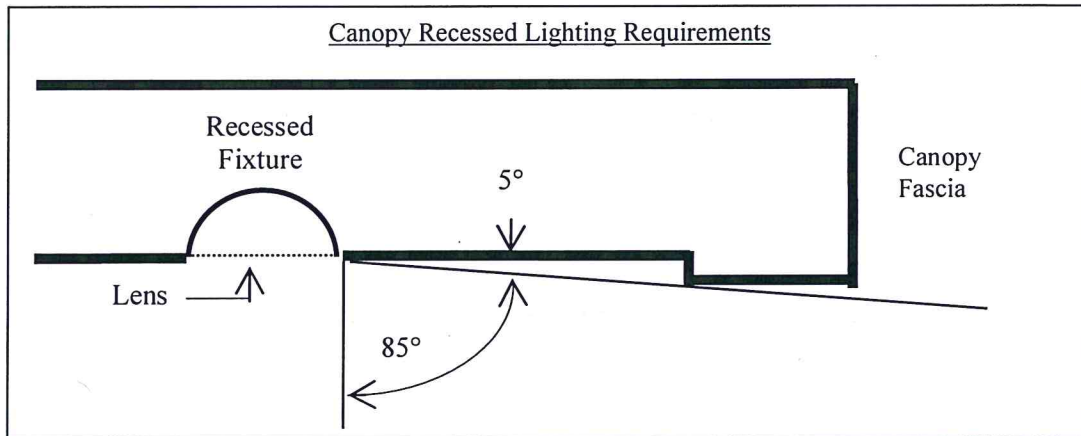 Canopy Recessed Lighting Requirements
Recessed
Fixture
5°
Canopy
Fascia
Lens
85°